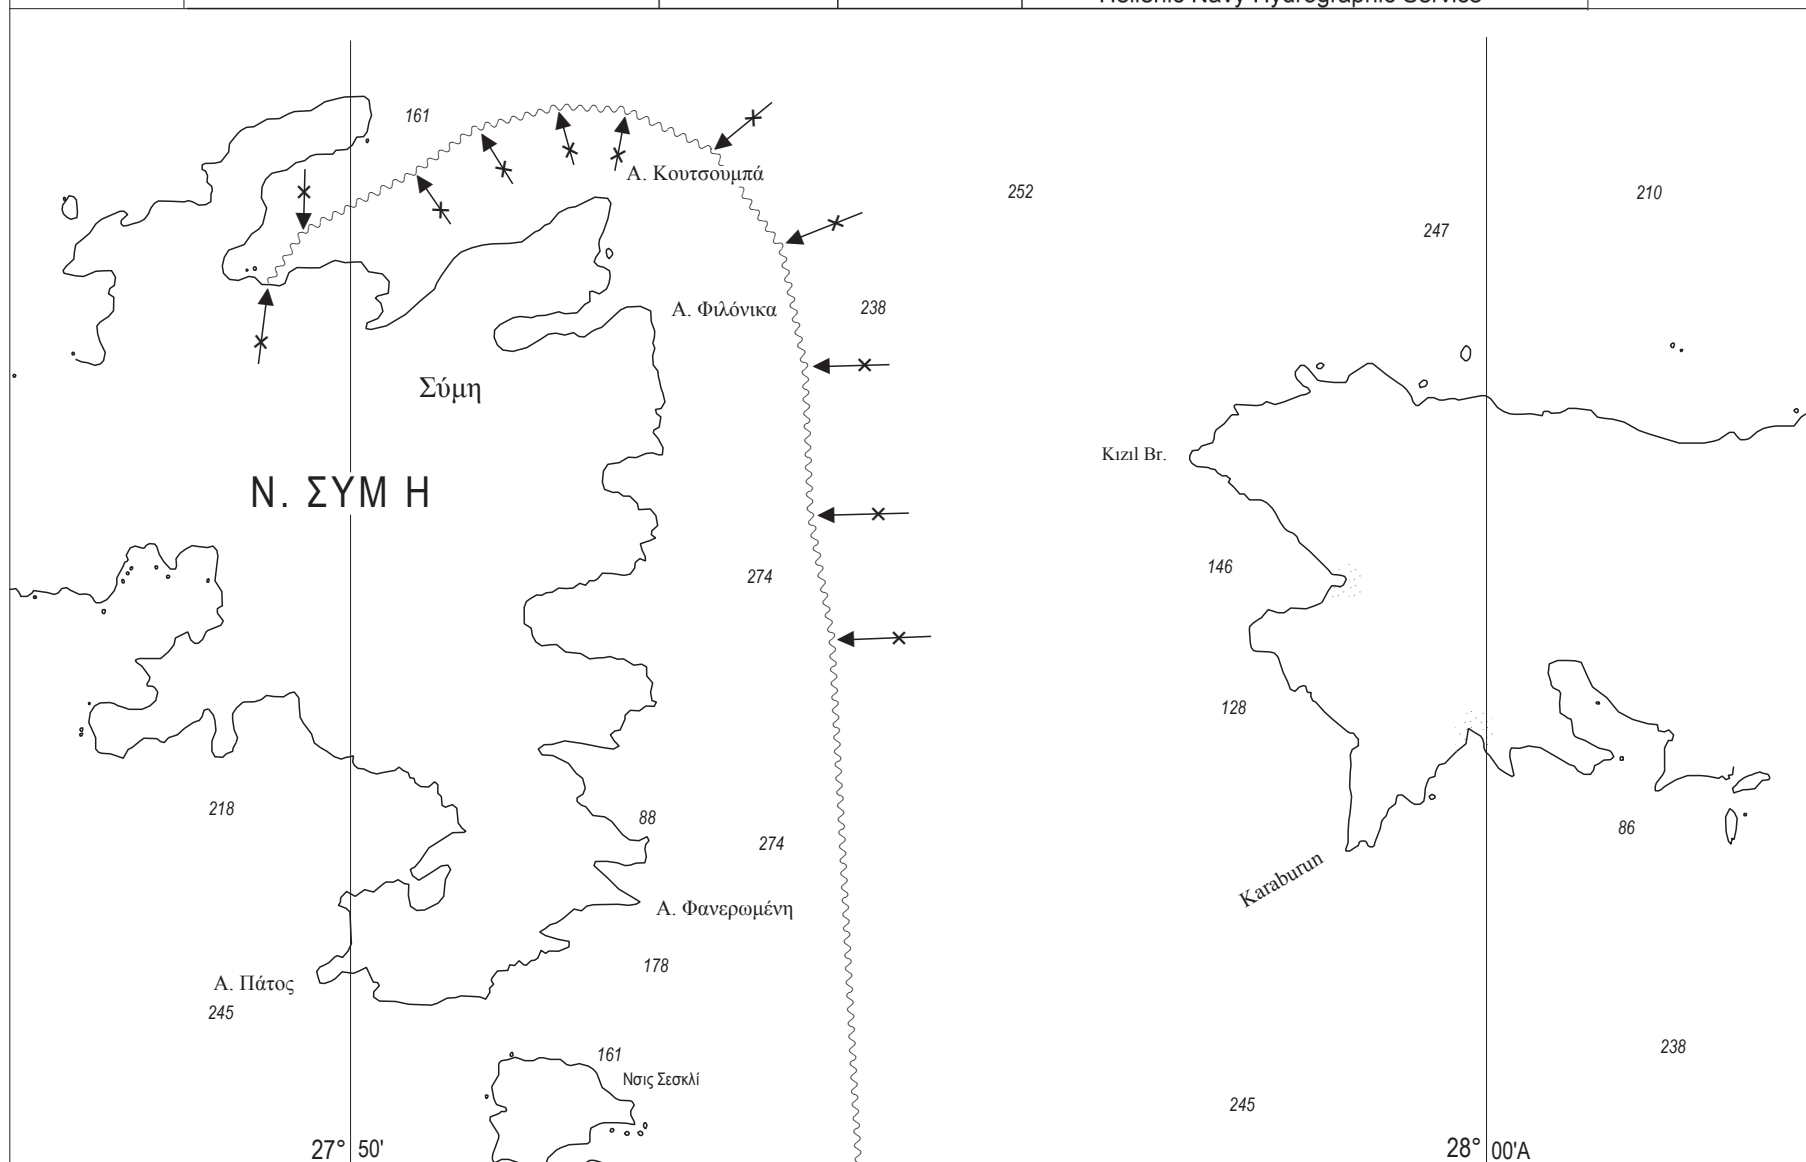 Hellenic Navy Hydrographic Service
161
Α. Κουτσουμπά
252
210
247
Α. Φιλόνικα
238
Σύμη
Kızıl Br.
Ν. ΣΥΜ Η
146
274
128
218
88
274
86
Karaburun
Α. Φανερωμένη
178
Α. Πάτος
245
161
238
Νσις Σεσκλί
245
27° 50'
28° 00'Α